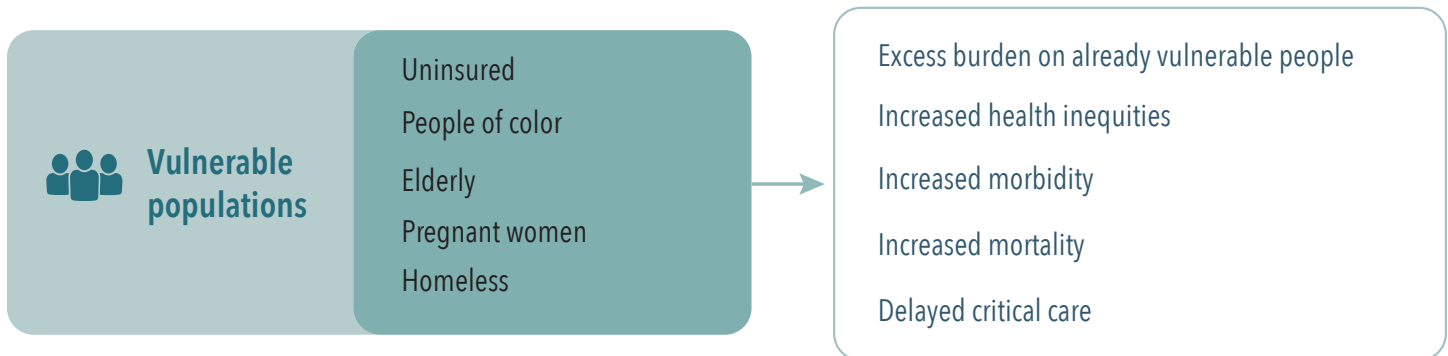 Vulnerable
populations
Uninsured
People of color
Elderly
Pregnant women
Homeless
Excess burden on already vulnerable people
Increased health inequities
Increased morbidity
Increased mortality
Delayed critical care